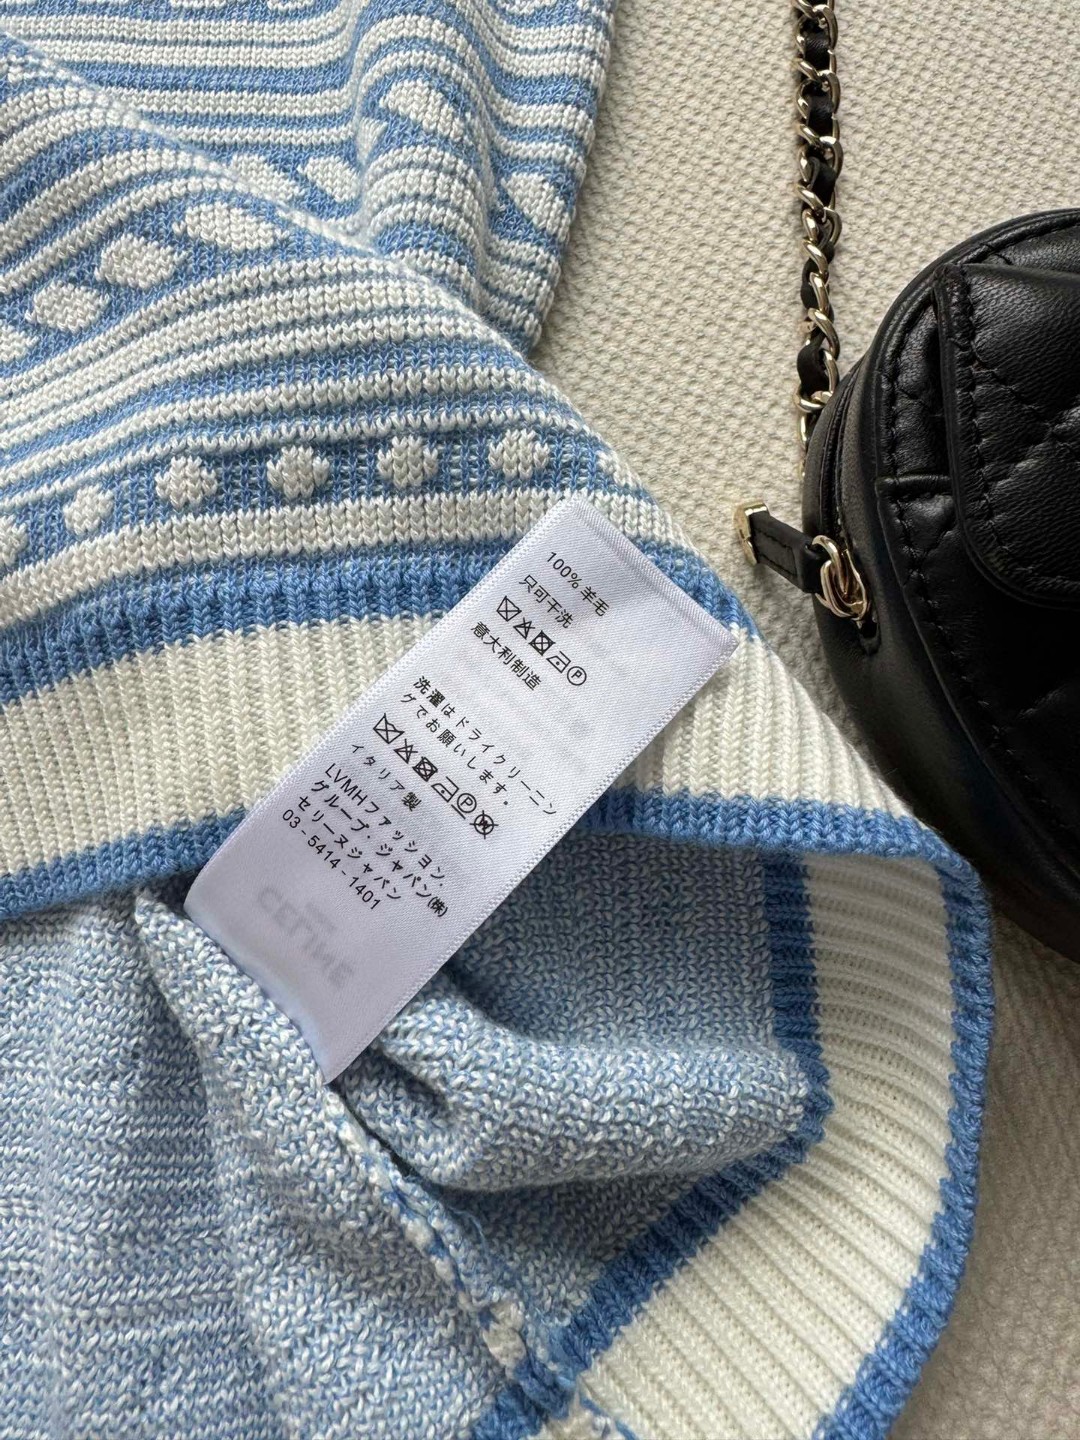 100% 羊毛
只可干洗
意大利制造
洗濯はドライクリーニン
グでお願いします。
イタリア製
LVMHファッション.
グループ・ジャパン(株)
セリーヌジャパン
03-5414-1401
CELINE